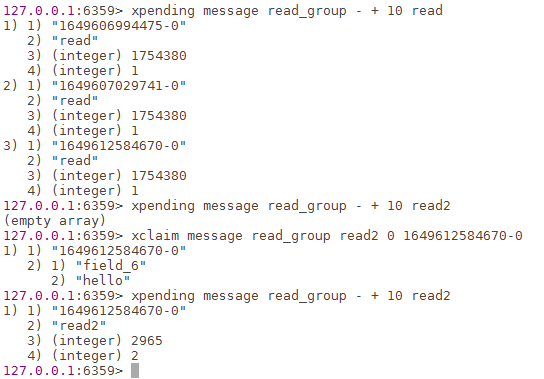 127.0.0.1:6359> xpending message read_group - + 10 read
1) 1) "1649606994475-0"
2) "read"
3) (integer) 1754380
4) (integer) 1
2) 1) "1649607029741-0"
2) "read"
3) (integer) 1754380
4) (integer) 1
3) 1) "1649612584670-0"
2) "read"
3) (integer) 1754380
4) (integer) 1
127.0.0.1:6359> xpending message read_group - + 10 read2
(empty array)
127.0.0.1:6359> xclaim message read_group read2 0 1649612584670-0
1) 1) "1649612584670-0"
2) 1) "field_6"
2) "hello"
127.0.0.1:6359> xpending message read_group - + 10 read2
1) 1) "1649612584670-0"
2) "read2"
3) (integer) 2965
4) (integer) 2
127.0.0.1:6359>